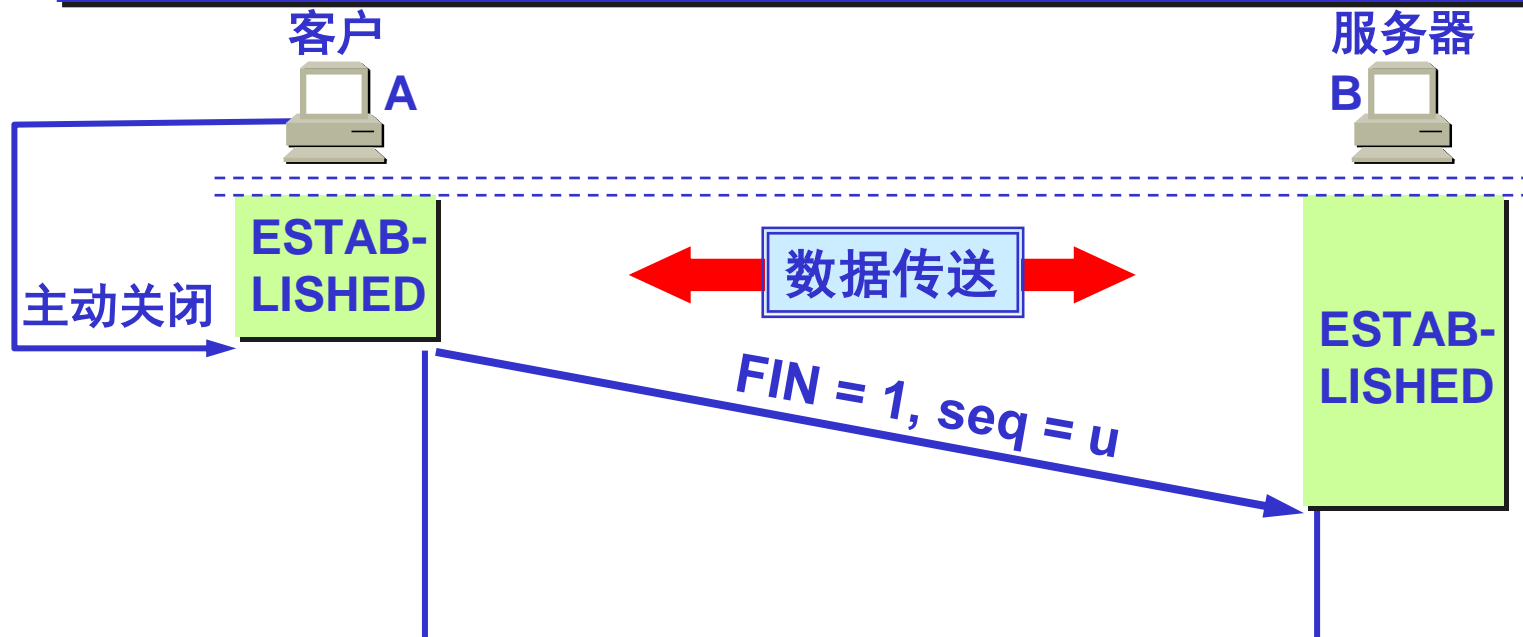 客户
服务器
A
B
ESTAB-
LISHED
数据传送
主动关闭
ESTAB-
LISHED
FIN = 1, seq = u